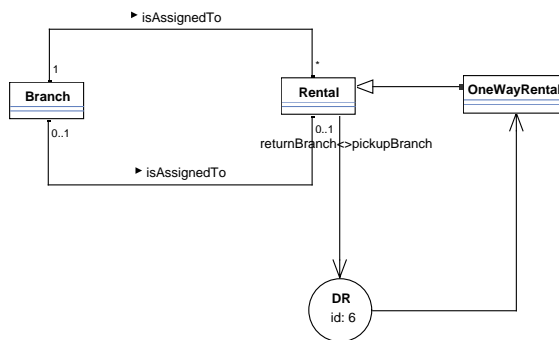 ► isAssignedTo
1
*
Branch
Rental
OneWayRental
0..1
0..1
returnBranch<>pickupBranch
► isAssignedTo
DR
id: 6